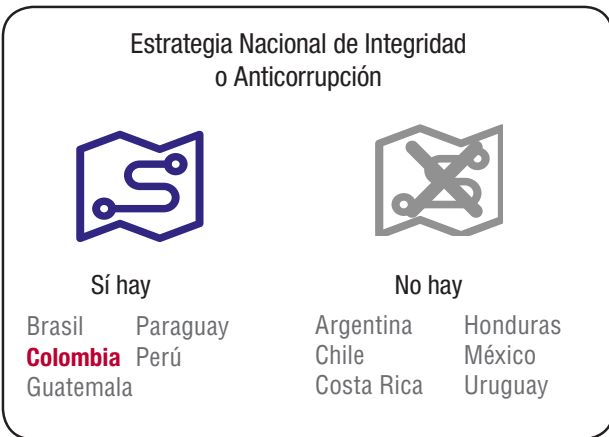 Estrategia Nacional de Integridad
o Anticorrupción
Sí hay
Brasil Paraguay
Colombia Perú
Guatemala
No hay
Argentina Honduras
Chile México
Costa Rica Uruguay